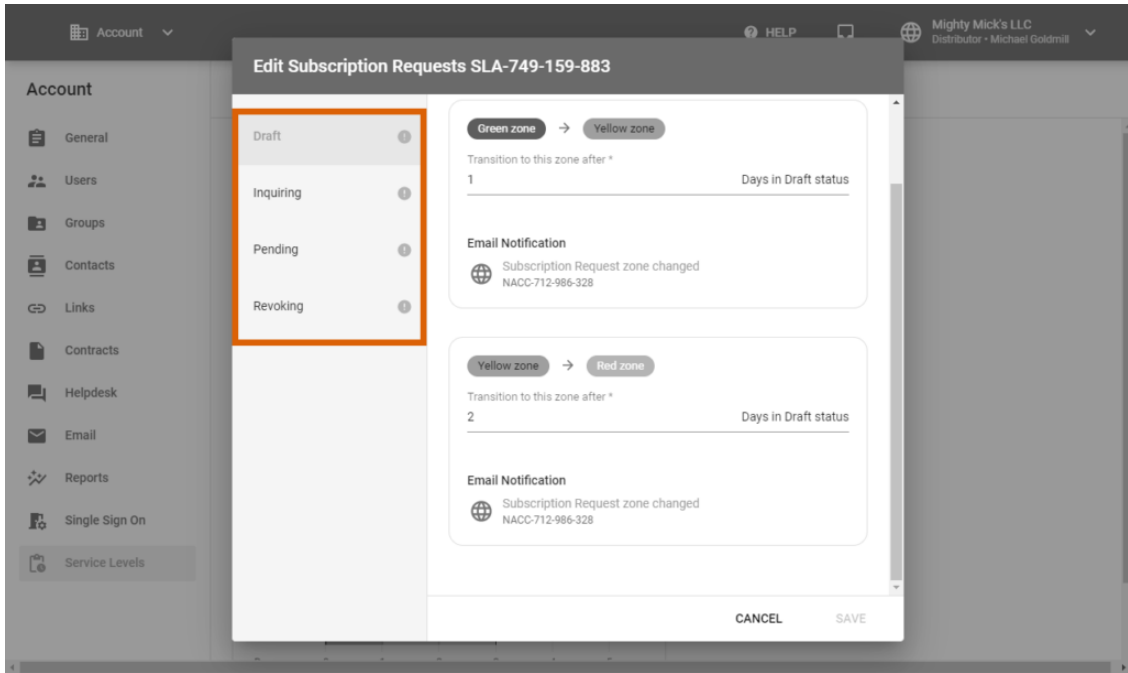 Account
HELP
Mighty Mick's LLC
Distributor • Michael Goldmill
Edit Subscription Requests SLA-749-159-883
Account
General
Users
Groups
Contacts
Links
Contracts
Helpdesk
Email
Reports
Single Sign On
Service Levels
Draft
Inquiring
Pending
Revoking
Green zone → Yellow zone
Transition to this zone after *
1 Days in Draft status
Email Notification
Subscription Request zone changed
NACC-712-986-328
Yellow zone → Red zone
Transition to this zone after *
2 Days in Draft status
Email Notification
Subscription Request zone changed
NACC-712-986-328
CANCEL SAVE